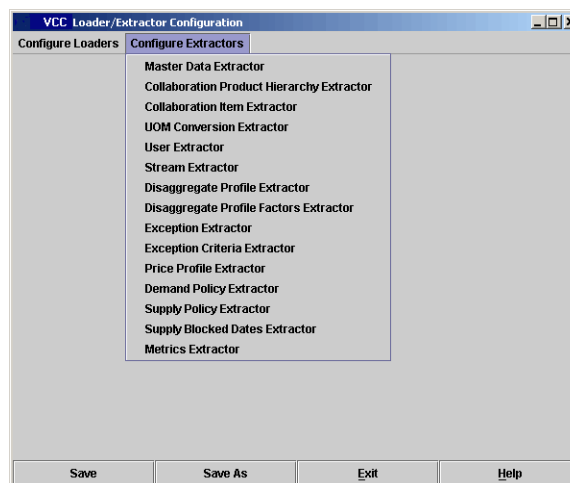 VCC Loader/Extractor Configuration
Configure Loaders Configure Extractors
Master Data Extractor
Collaboration Product Hierarchy Extractor
Collaboration Item Extractor
UOM Conversion Extractor
User Extractor
Stream Extractor
Disaggregate Profile Extractor
Disaggregate Profile Factors Extractor
Exception Extractor
Exception Criteria Extractor
Price Profile Extractor
Demand Policy Extractor
Supply Policy Extractor
Supply Blocked Dates Extractor
Metrics Extractor
Save Save As Exit Help